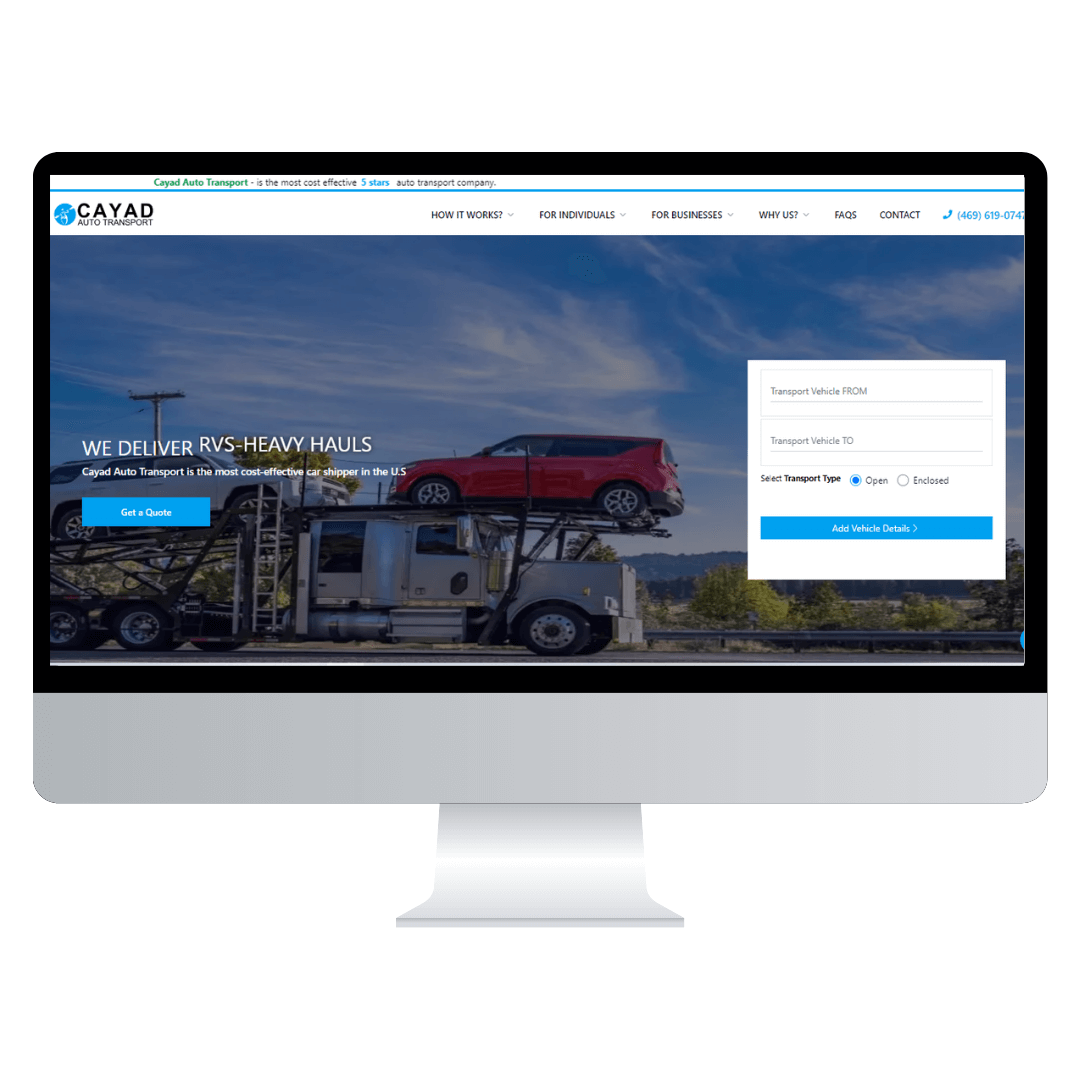 Cayad Auto Transport - is the most cost effective 5 stars auto transport company.
CAYAD
AUTO TRANSPORT
HOW IT WORKS? FOR INDIVIDUALS FOR BUSINESSES WHY US? FAQS CONTACT (469) 619-0747
Transport Vehicle FROM
Transport Vehicle TO
Select Transport Type Open Enclosed
Add Vehicle Details
WE DELIVER RVS-HEAVY HAULS
Cayad Auto Transport is the most cost-effective car shipper in the U.S
Get a Quote